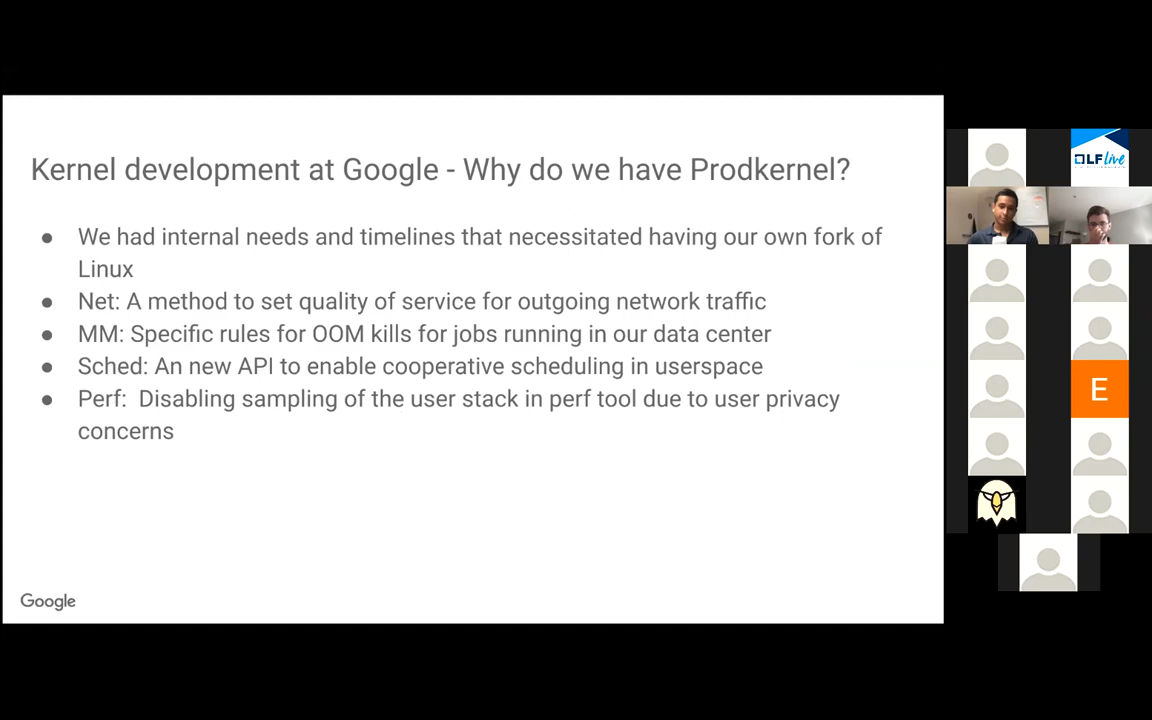 Kernel development at Google - Why do we have Prodkernel?
● We had internal needs and timelines that necessitated having our own fork of
Linux
● Net: A method to set quality of service for outgoing network traffic
● MM: Specific rules for OOM kills for jobs running in our data center
● Sched: An new API to enable cooperative scheduling in userspace
● Perf:  Disabling sampling of the user stack in perf tool due to user privacy
concerns
Google
LF Live
E